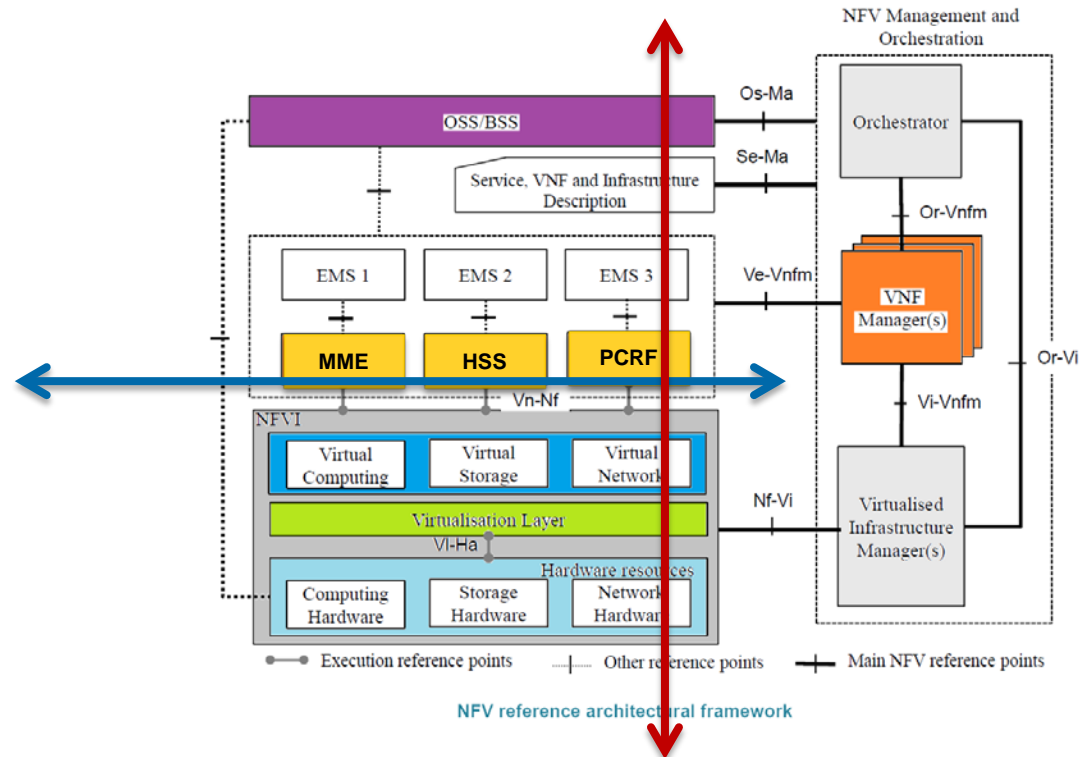 NFV Management and
Orchestration
Os-Ma
OSS/BSS
Orchestrator
Se-Ma
Service, VNF and Infrastructure
Description
Or-Vnfm
EMS 1
EMS 2
EMS 3
Ve-Vnfm
VNF
Manager(s)
MME
HSS
PCRF
Or-Vi
Vn-Nf
Vi-Vnfm
NFVI
Virtual
Computing
Virtual
Storage
Virtual
Network
Nf-Vi
Virtualised
Infrastructure
Manager(s)
Virtualisation Layer
Vl-Ha
Hardware resources
Computing
Hardware
Storage
Hardware
Network
Hardware
Execution reference points
Other reference points
Main NFV reference points
NFV reference architectural framework